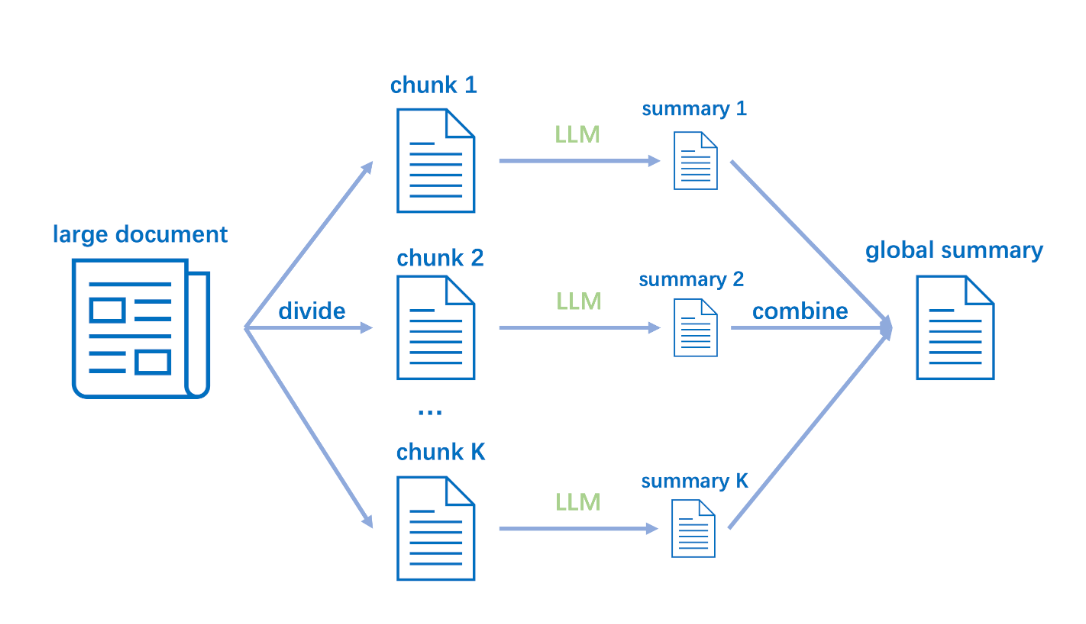 large document
divide
chunk 1
LLM
summary 1
chunk 2
LLM
summary 2
...
chunk K
LLM
summary K
combine
global summary